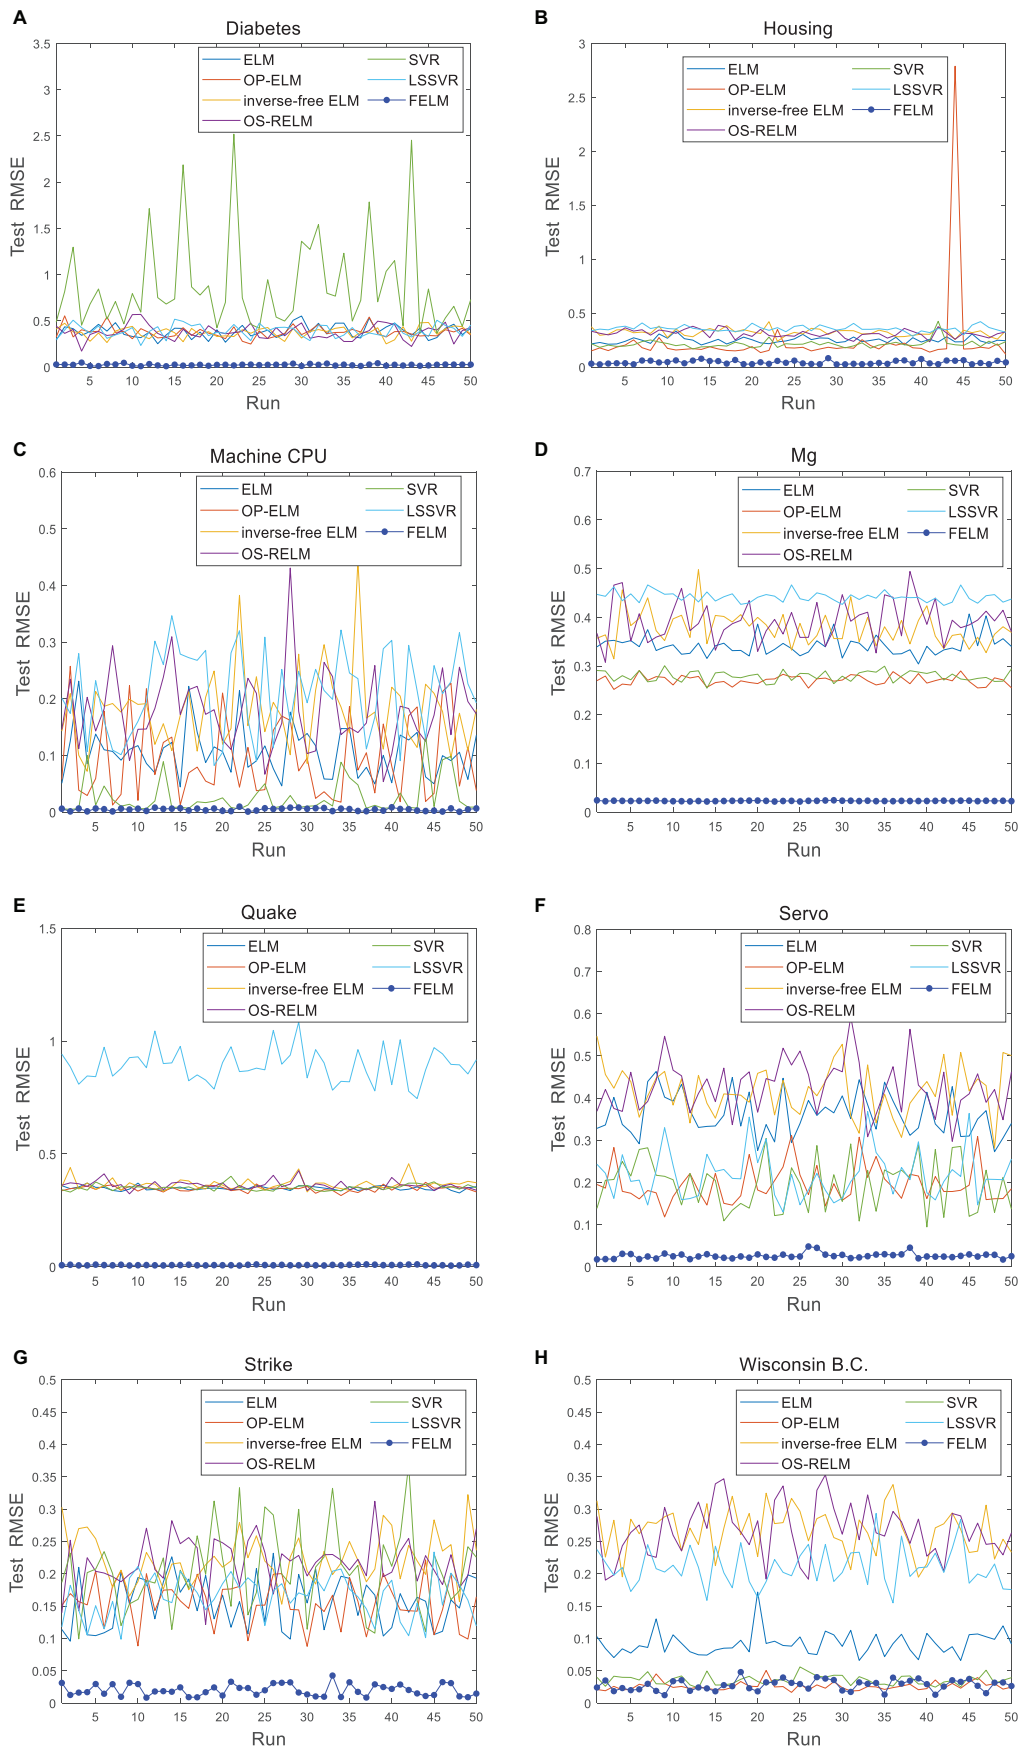 A
Diabetes
3.5
3
2.5
2
1.5
1
0.5
0
Test RMSE
ELM
OP-ELM
inverse-free ELM
OS-RELM
SVR
LSSVR
FELM
5 10 15 20 25 30 35 40 45 50
Run
B
Housing
3
2.5
2
1.5
1
0.5
0
Test RMSE
ELM
OP-ELM
inverse-free ELM
OS-RELM
SVR
LSSVR
FELM
5 10 15 20 25 30 35 40 45 50
Run
C
Machine CPU
0.6
0.5
0.4
0.3
0.2
0.1
0
Test RMSE
ELM
OP-ELM
inverse-free ELM
OS-RELM
SVR
LSSVR
FELM
5 10 15 20 25 30 35 40 45 50
Run
D
Mg
0.7
0.6
0.5
0.4
0.3
0.2
0.1
0
Test RMSE
ELM
OP-ELM
inverse-free ELM
OS-RELM
SVR
LSSVR
FELM
5 10 15 20 25 30 35 40 45 50
Run
E
Quake
1.5
1
0.5
0
Test RMSE
ELM
OP-ELM
inverse-free ELM
OS-RELM
SVR
LSSVR
FELM
5 10 15 20 25 30 35 40 45 50
Run
F
Servo
0.8
0.7
0.6
0.5
0.4
0.3
0.2
0.1
0
Test RMSE
ELM
OP-ELM
inverse-free ELM
OS-RELM
SVR
LSSVR
FELM
5 10 15 20 25 30 35 40 45 50
Run
G
Strike
0.5
0.45
0.4
0.35
0.3
0.25
0.2
0.15
0.1
0.05
0
Test RMSE
ELM
OP-ELM
inverse-free ELM
OS-RELM
SVR
LSSVR
FELM
5 10 15 20 25 30 35 40 45 50
Run
H
Wisconsin B.C.
0.5
0.45
0.4
0.35
0.3
0.25
0.2
0.15
0.1
0.05
0
Test RMSE
ELM
OP-ELM
inverse-free ELM
OS-RELM
SVR
LSSVR
FELM
5 10 15 20 25 30 35 40 45 50
Run